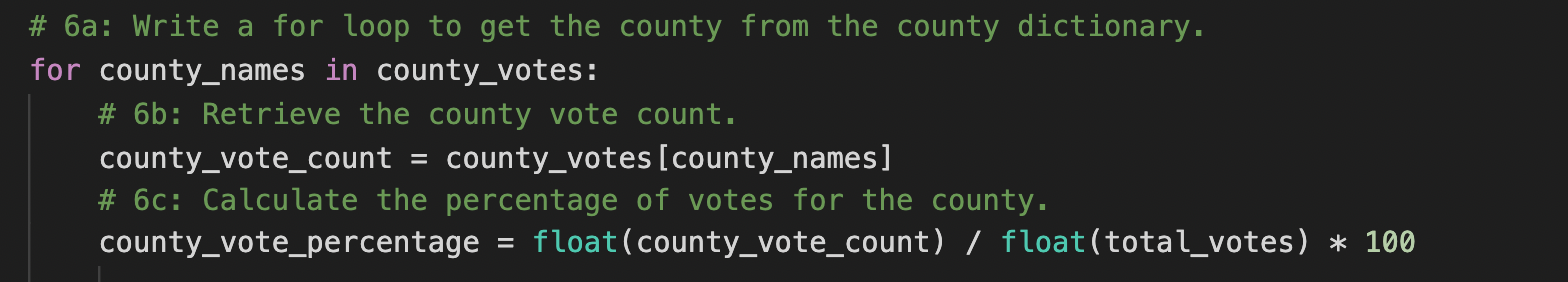 # 6a: Write a for loop to get the county from the county dictionary.
for county_names in county_votes:
    # 6b: Retrieve the county vote count.
    county_vote_count = county_votes[county_names]
    # 6c: Calculate the percentage of votes for the county.
    county_vote_percentage = float(county_vote_count) / float(total_votes) * 100